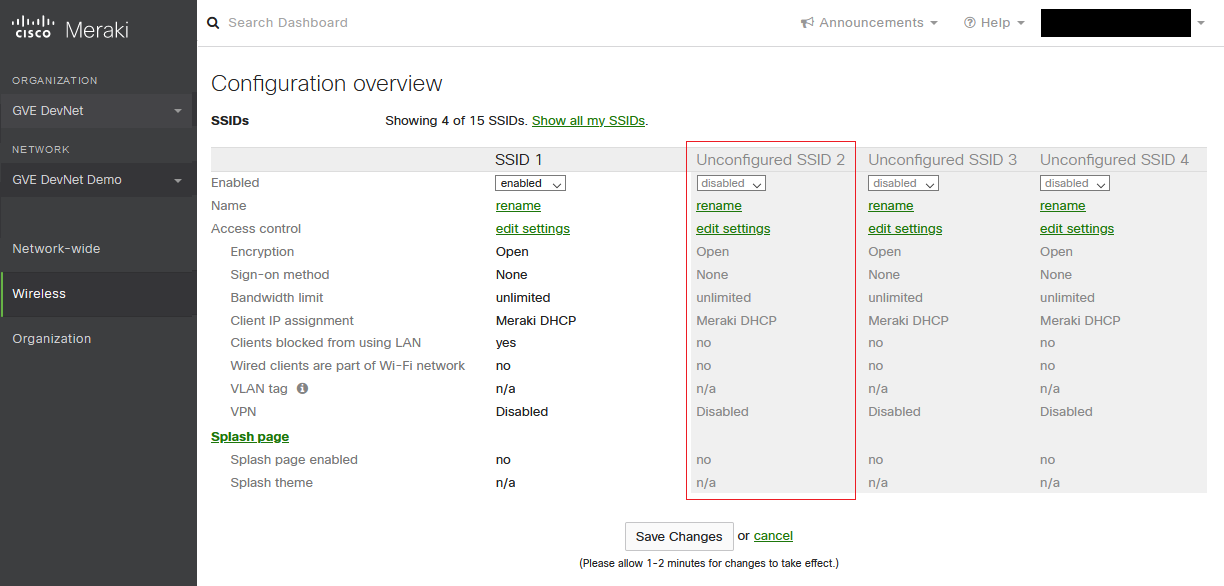 cisco Meraki
Search Dashboard
Announcements
Help
ORGANIZATION
GVE DevNet
NETWORK
GVE DevNet Demo
Network-wide
Wireless
Organization
Configuration overview
SSIDs Showing 4 of 15 SSIDs. Show all my SSIDs.
SSID 1 Unconfigured SSID 2 Unconfigured SSID 3 Unconfigured SSID 4
Enabled enabled disabled disabled disabled
Name rename rename rename rename
Access control edit settings edit settings edit settings edit settings
Encryption Open Open Open Open
Sign-on method None None None None
Bandwidth limit unlimited unlimited unlimited unlimited
Client IP assignment Meraki DHCP Meraki DHCP Meraki DHCP Meraki DHCP
Clients blocked from using LAN yes no no no
Wired clients are part of Wi-Fi network no no no no
VLAN tag n/a n/a n/a n/a
VPN Disabled Disabled Disabled Disabled
Splash page
Splash page enabled no no no no
Splash theme n/a n/a n/a n/a
Save Changes or cancel
(Please allow 1-2 minutes for changes to take effect.)